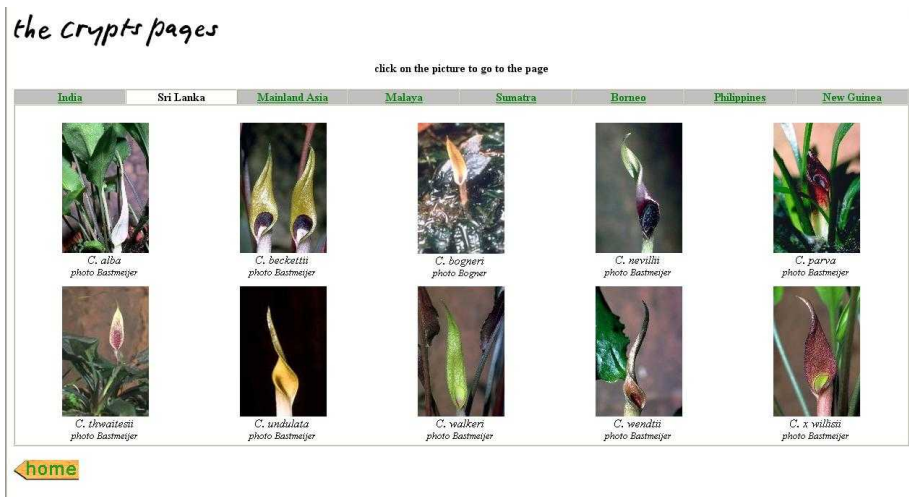 the crypts pages
click on the picture to go to the page
India Sri Lanka Mainland Asia Malaya Sumatra Borneo Philippines New Guinea
C. alba C. beckettii C. bogneri C. nevillii C. parva
photo Bastmeijer photo Bastmeijer photo Bogner photo Bastmeijer photo Bastmeijer
C. thwaitesii C. undulata C. walkeri C. wendtii C. x willisii
photo Bastmeijer photo Bastmeijer photo Bastmeijer photo Bastmeijer photo Bastmeijer
home